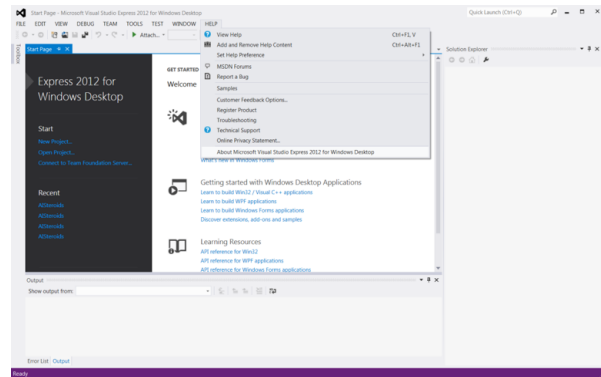 Start Page - Microsoft Visual Studio Express 2012 for Windows Desktop
Quick Launch (Ctrl+Q)
FILE EDIT VIEW DEBUG TEAM TOOLS TEST WINDOW HELP
Attach...
Toolbox
Start Page
Solution Explorer
View Help Ctrl+F1, V
Add and Remove Help Content Ctrl+Alt+F1
Set Help Preference
MSDN Forums
Report a Bug
Samples
Customer Feedback Options...
Register Product
Troubleshooting
Technical Support
Online Privacy Statement...
About Microsoft Visual Studio Express 2012 for Windows Desktop
Express 2012 for
Windows Desktop
GET STARTED
Welcome
Start
New Project...
Open Project...
Connect to Team Foundation Server...
Recent
AIsteroids
AIsteroids
AIsteroids
AIsteroids
What's new in Windows Forms
Getting started with Windows Desktop Applications
Learn to build Win32 / Visual C++ applications
Learn to build WPF applications
Learn to build Windows Forms applications
Discover extensions, add-ons and samples
Learning Resources
API reference for Win32
API reference for WPF applications
API reference for Windows Forms applications
Output
Show output from:
Error List Output
Ready